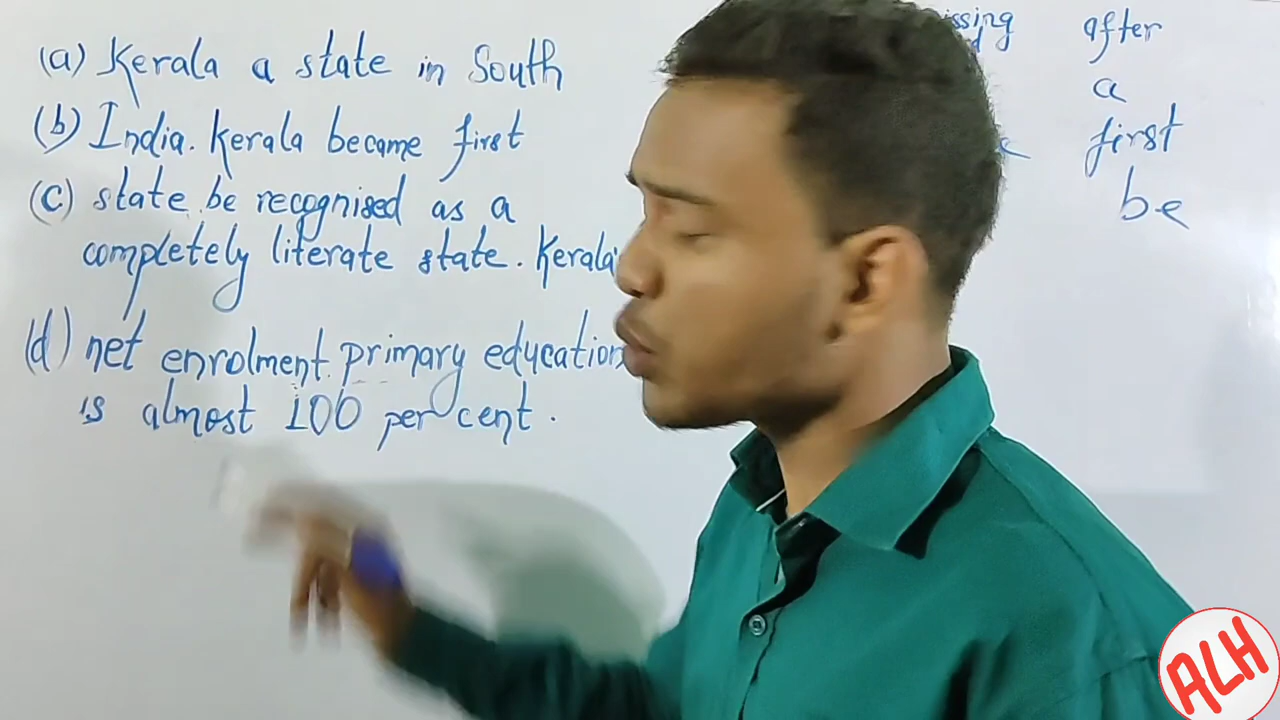 (a) Kerala a state in South
(b) India. Kerala became first
(c) state be recognised as a
completely literate state. Kerala's
(d) net enrolment primary education
is almost 100 per cent.
after
a
first
be
ALH